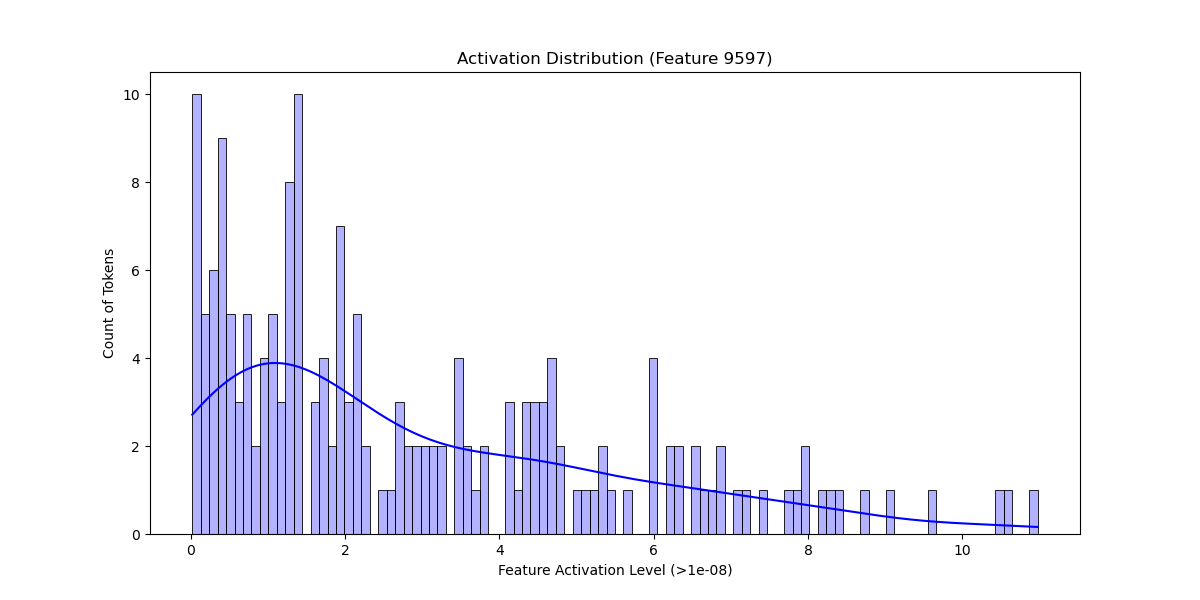 Activation Distribution (Feature 9597)
10
8
6
4
2
0
Count of Tokens
0 2 4 6 8 10
Feature Activation Level (>1e-08)